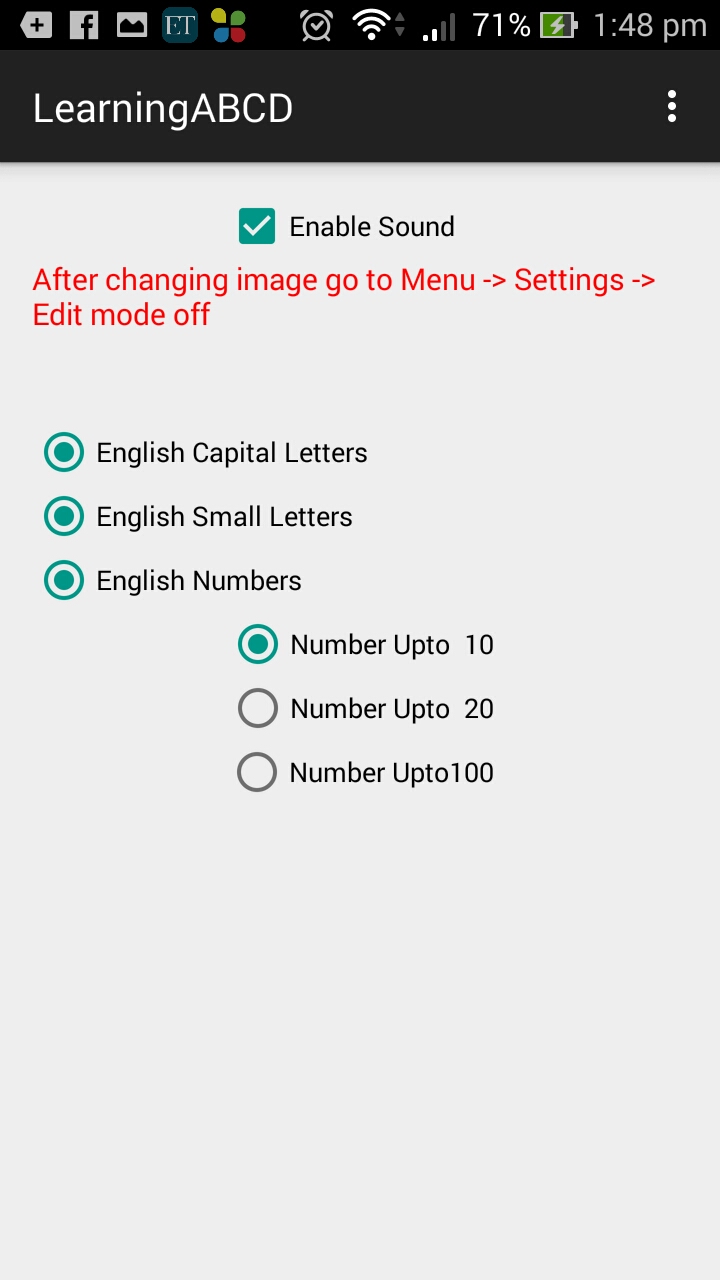 ET 71% 1:48 pm
LearningABCD
Enable Sound
After changing image go to Menu -> Settings ->
Edit mode off
English Capital Letters
English Small Letters
English Numbers
Number Upto  10
Number Upto  20
Number Upto100